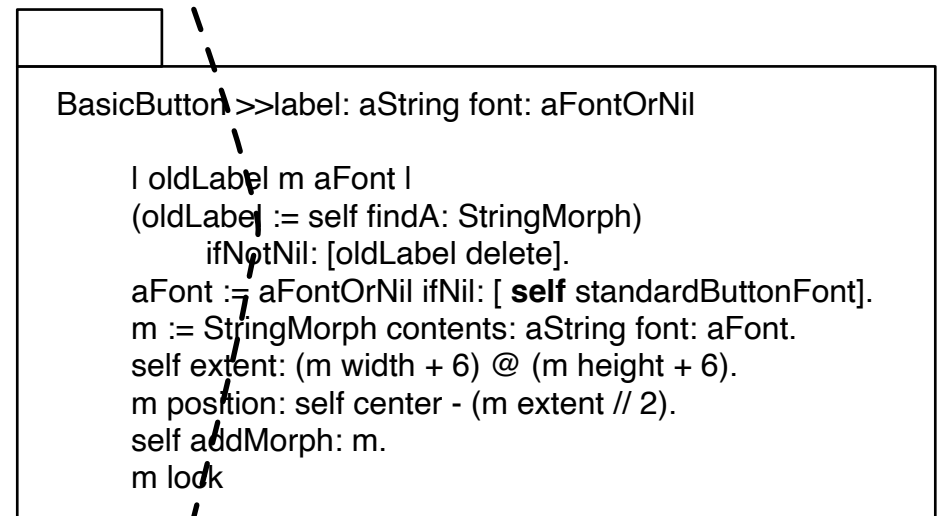 BasicButton >>label: aString font: aFontOrNil
| oldLabel m aFont |
(oldLabel := self findA: StringMorph)
ifNotNil: [oldLabel delete].
aFont := aFontOrNil ifNil: [ self standardButtonFont].
m := StringMorph contents: aString font: aFont.
self extent: (m width + 6) @ (m height + 6).
m position: self center - (m extent // 2).
self addMorph: m.
m lock